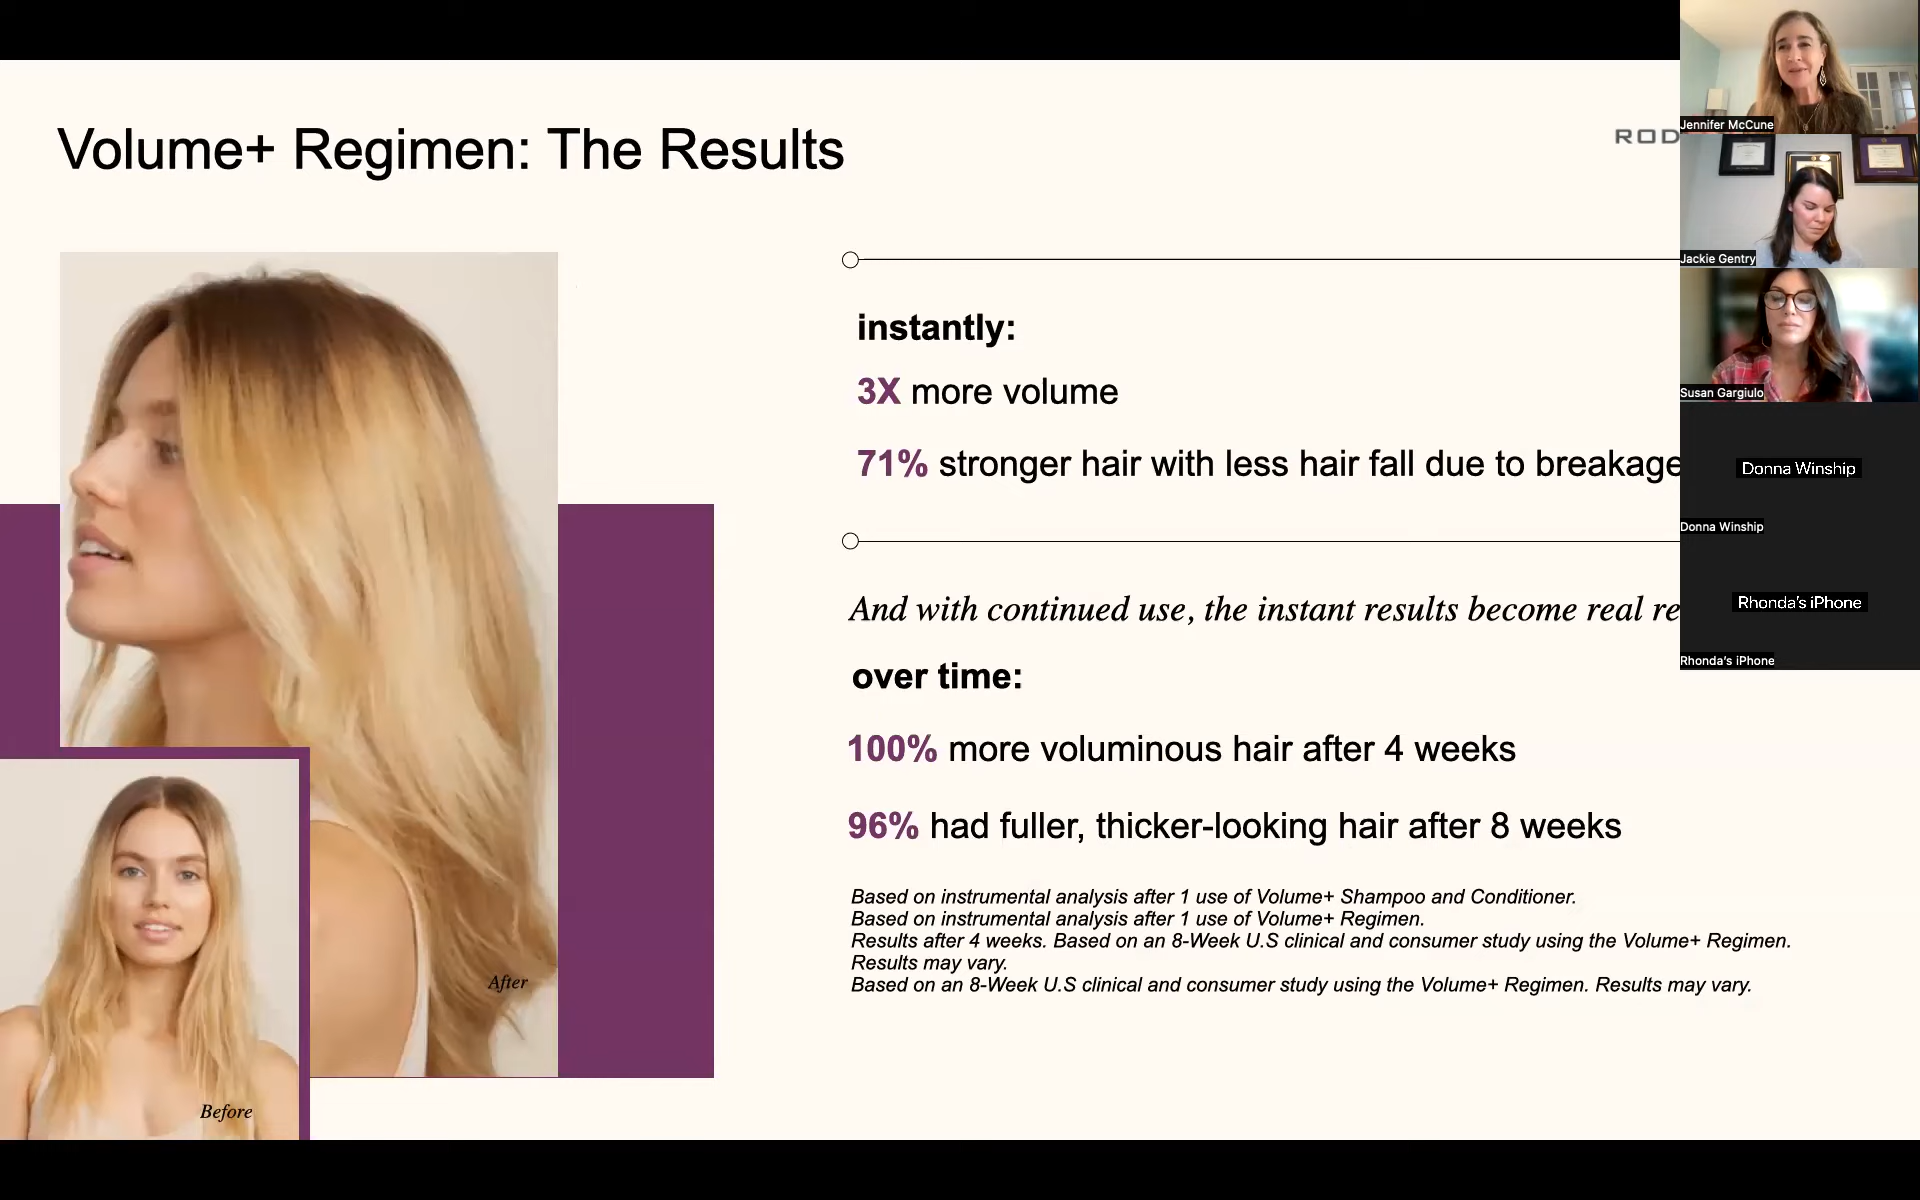 Volume+ Regimen: The Results
ROD
instantly:
3X more volume
71% stronger hair with less hair fall due to breakage
And with continued use, the instant results become real re
over time:
100% more voluminous hair after 4 weeks
96% had fuller, thicker-looking hair after 8 weeks
Based on instrumental analysis after 1 use of Volume+ Shampoo and Conditioner.
Based on instrumental analysis after 1 use of Volume+ Regimen.
Results after 4 weeks. Based on an 8-Week U.S clinical and consumer study using the Volume+ Regimen.
Results may vary.
Based on an 8-Week U.S clinical and consumer study using the Volume+ Regimen. Results may vary.
After
Before
Jennifer McCune
Jackie Gentry
Susan Gargiulo
Donna Winship
Donna Winship
Rhonda's iPhone
Rhonda's iPhone